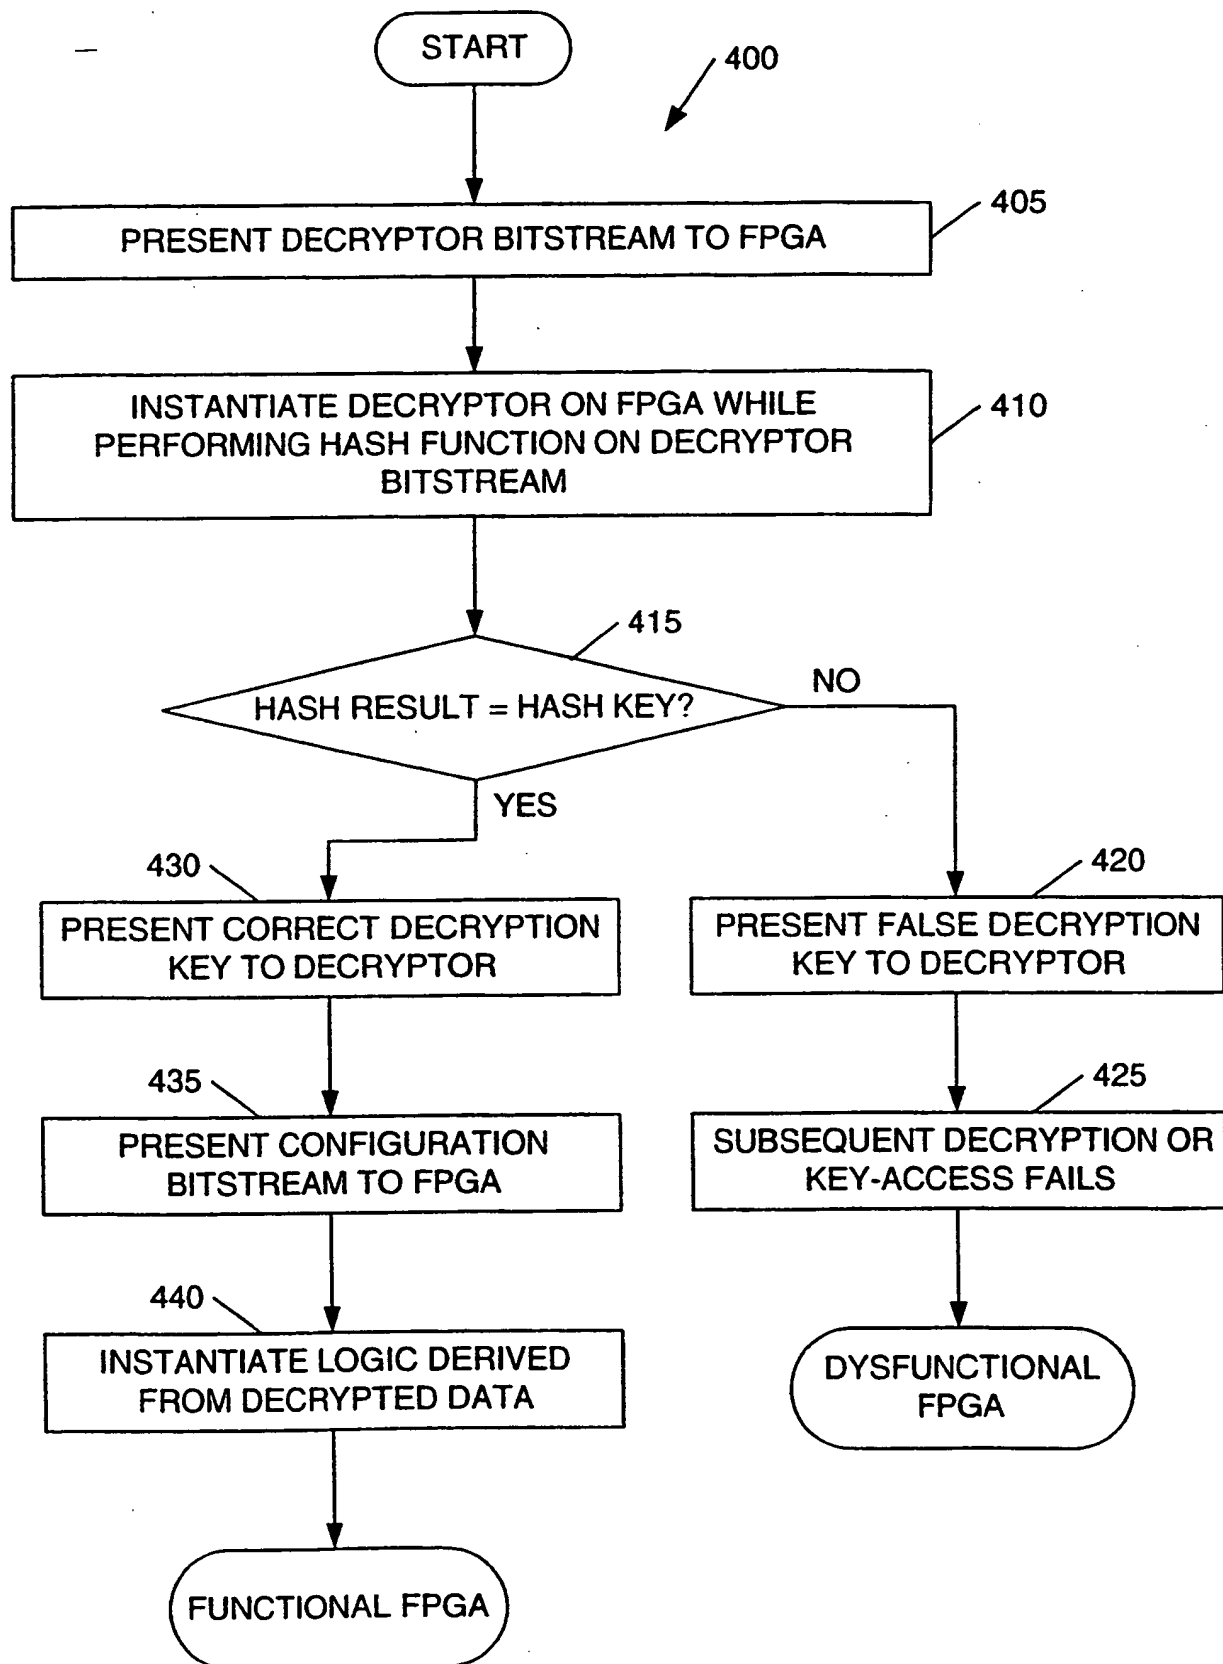 START
400
405
PRESENT DECRYPTOR BITSTREAM TO FPGA
INSTANTIATE DECRYPTOR ON FPGA WHILE
PERFORMING HASH FUNCTION ON DECRYPTOR
BITSTREAM
410
415
HASH RESULT = HASH KEY?
NO
YES
430
PRESENT CORRECT DECRYPTION
KEY TO DECRYPTOR
420
PRESENT FALSE DECRYPTION
KEY TO DECRYPTOR
435
PRESENT CONFIGURATION
BITSTREAM TO FPGA
425
SUBSEQUENT DECRYPTION OR
KEY-ACCESS FAILS
440
INSTANTIATE LOGIC DERIVED
FROM DECRYPTED DATA
DYSFUNCTIONAL
FPGA
FUNCTIONAL FPGA